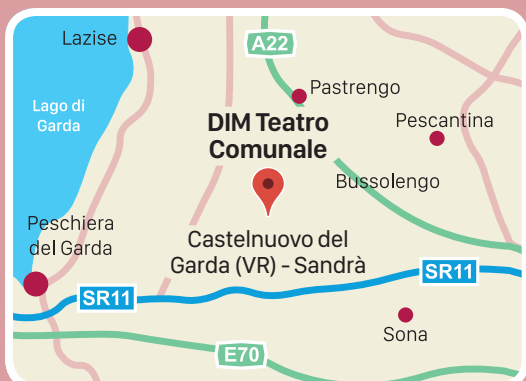 Lazise
A22
Pastrengo
Lago di
Garda
DIM Teatro
Comunale
Pescantina
Bussolengo
Peschiera
del Garda
Castelnuovo del
Garda (VR) - Sandrà
SR11
SR11
Sona
E70